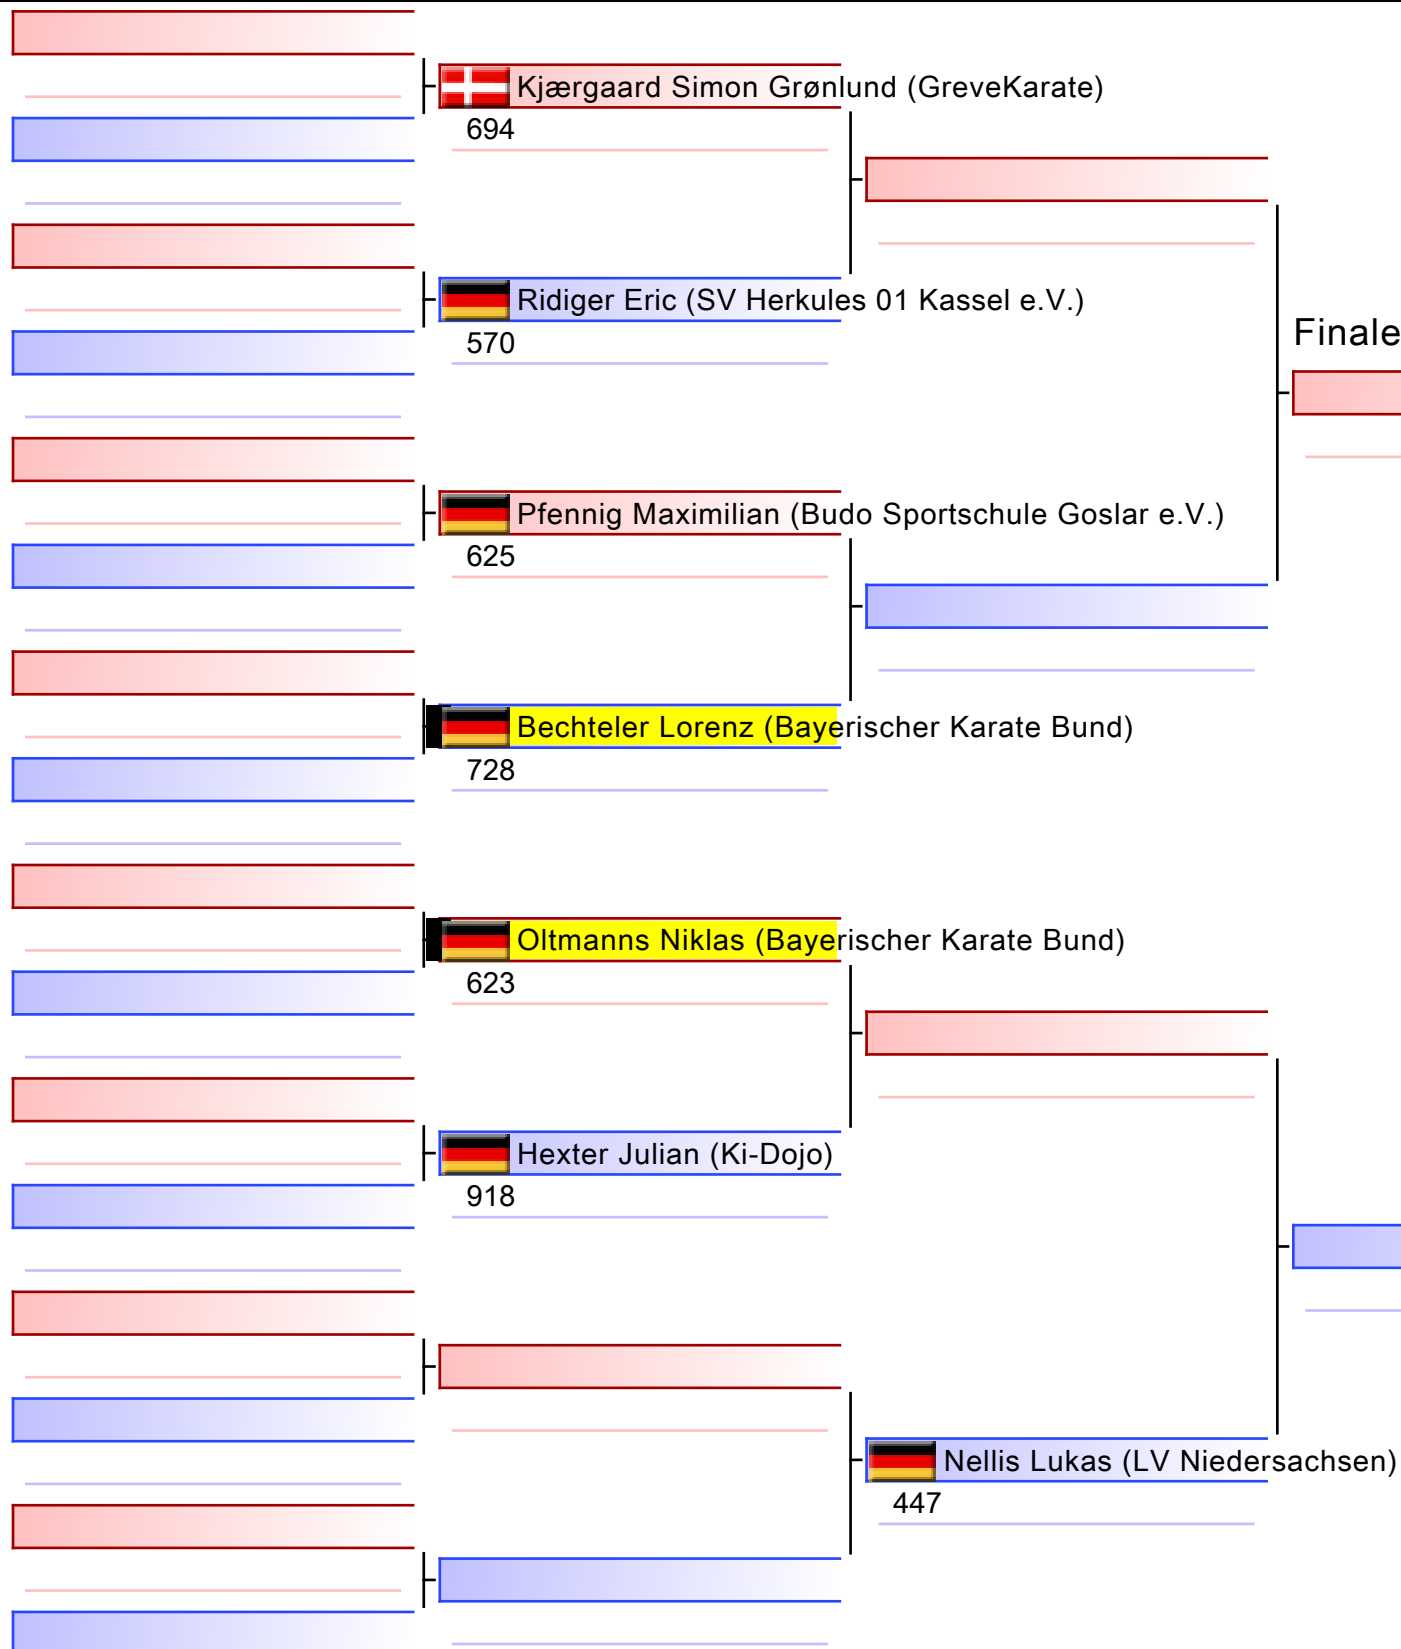 Kjærgaard Simon Grønlund (GreveKarate)
694
Ridiger Eric (SV Herkules 01 Kassel e.V.)
570
Finale
Pfennig Maximilian (Budo Sportschule Goslar e.V.)
625
Bechteler Lorenz (Bayerischer Karate Bund)
728
Oltmanns Niklas (Bayerischer Karate Bund)
623
Hexter Julian (Ki-Dojo)
918
Nellis Lukas (LV Niedersachsen)
447